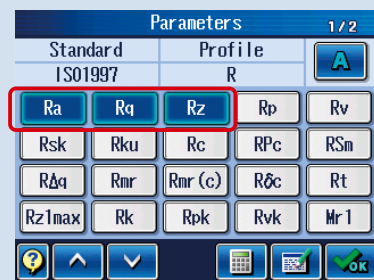 Parameters 1/2
Standard Profile
ISO1997 R
A
Ra Rq Rz Rp Rv
Rsk Rku Rc RPc RSm
RΔq Rmr Rmr(c) Rδc Rt
Rz1max Rk Rpk Rvk Mr1
? OK